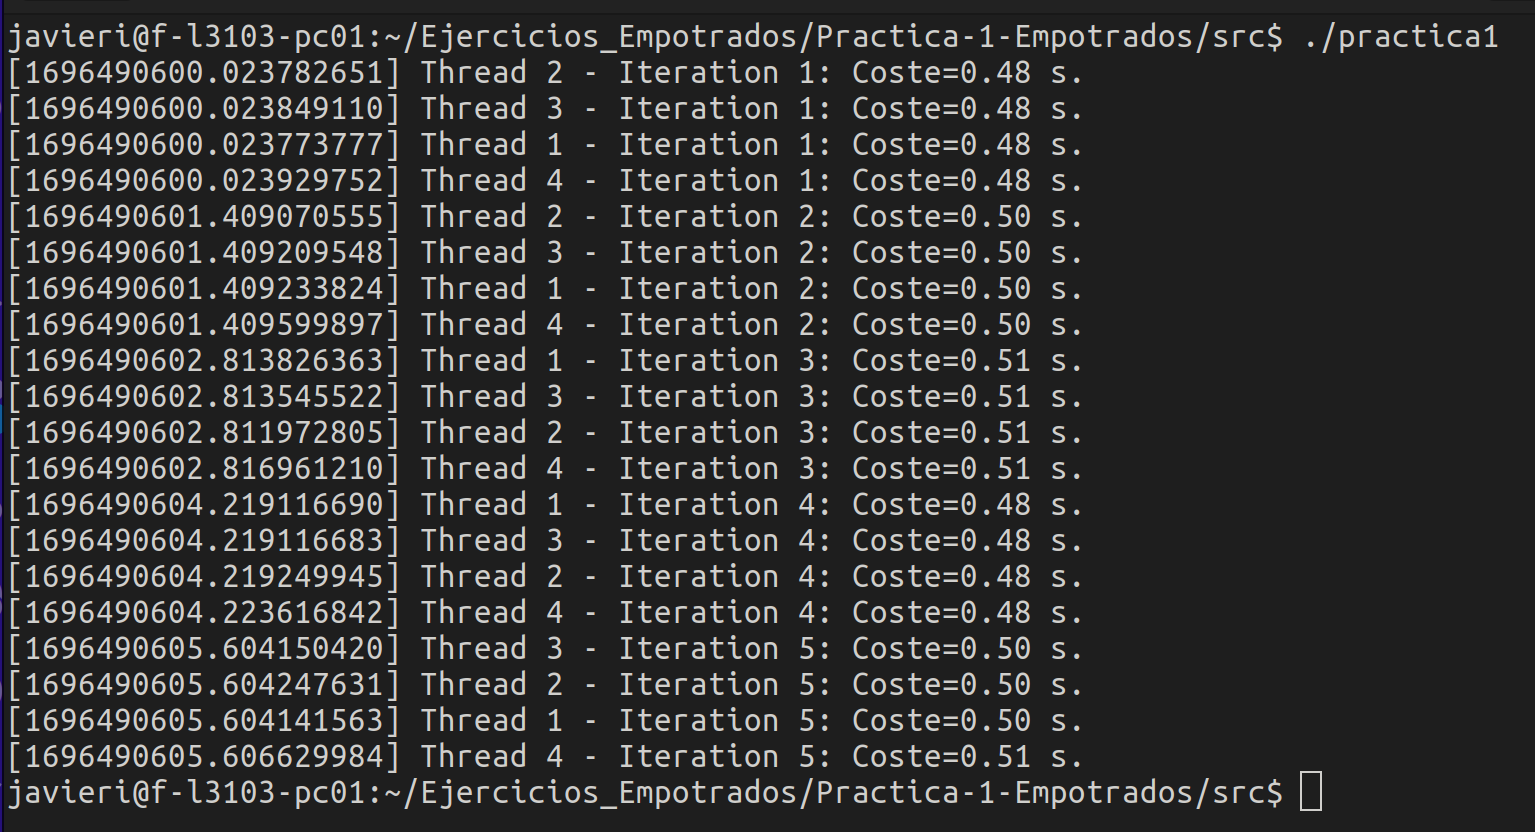 javieri@f-l3103-pc01:~/Ejercicios_Empotrados/Practica-1-Empotrados/src$ ./practica1
[1696490600.023782651] Thread 2 - Iteration 1: Coste=0.48 s.
[1696490600.023849110] Thread 3 - Iteration 1: Coste=0.48 s.
[1696490600.023773777] Thread 1 - Iteration 1: Coste=0.48 s.
[1696490600.023929752] Thread 4 - Iteration 1: Coste=0.48 s.
[1696490601.409070555] Thread 2 - Iteration 2: Coste=0.50 s.
[1696490601.409209548] Thread 3 - Iteration 2: Coste=0.50 s.
[1696490601.409233824] Thread 1 - Iteration 2: Coste=0.50 s.
[1696490601.409599897] Thread 4 - Iteration 2: Coste=0.50 s.
[1696490602.813826363] Thread 1 - Iteration 3: Coste=0.51 s.
[1696490602.813545522] Thread 3 - Iteration 3: Coste=0.51 s.
[1696490602.811972805] Thread 2 - Iteration 3: Coste=0.51 s.
[1696490602.816961210] Thread 4 - Iteration 3: Coste=0.51 s.
[1696490604.219116690] Thread 1 - Iteration 4: Coste=0.48 s.
[1696490604.219116683] Thread 3 - Iteration 4: Coste=0.48 s.
[1696490604.219249945] Thread 2 - Iteration 4: Coste=0.48 s.
[1696490604.223616842] Thread 4 - Iteration 4: Coste=0.48 s.
[1696490605.604150420] Thread 3 - Iteration 5: Coste=0.50 s.
[1696490605.604247631] Thread 2 - Iteration 5: Coste=0.50 s.
[1696490605.604141563] Thread 1 - Iteration 5: Coste=0.50 s.
[1696490605.606629984] Thread 4 - Iteration 5: Coste=0.51 s.
javieri@f-l3103-pc01:~/Ejercicios_Empotrados/Practica-1-Empotrados/src$